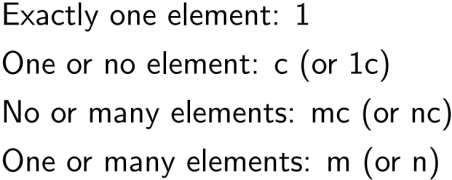 Exactly one element: 1
One or no element: c (or 1c)
No or many elements: mc (or nc)
One or many elements: m (or n)